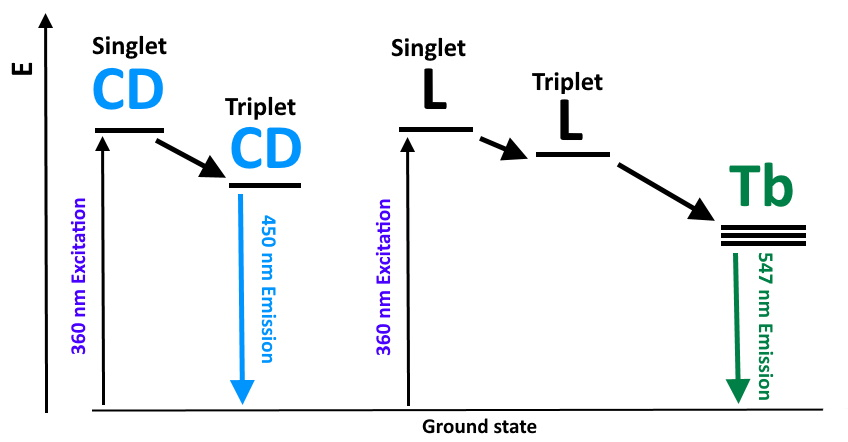 E
Singlet
CD
Triplet
CD
360 nm Excitation
450 nm Emission
Singlet
L
Triplet
L
360 nm Excitation
Tb
547 nm Emission
Ground state